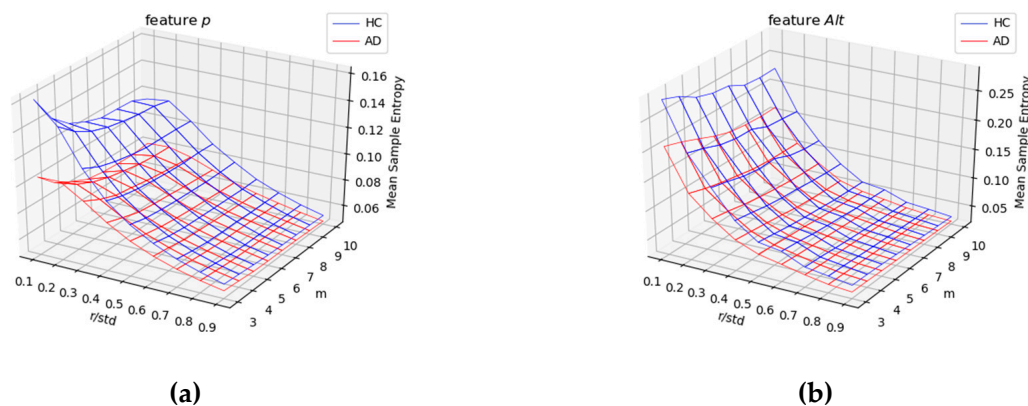 feature p
HC
AD
0.16
0.14
0.12
0.10
0.08
0.06
Mean Sample Entropy
0.1 0.2 0.3 0.4 0.5 0.6 0.7 0.8 0.9
r/std
3 4 5 6 7 8 9 10
m
(a)
feature Alt
HC
AD
0.25
0.20
0.15
0.10
0.05
Mean Sample Entropy
0.1 0.2 0.3 0.4 0.5 0.6 0.7 0.8 0.9
r/std
3 4 5 6 7 8 9 10
m
(b)